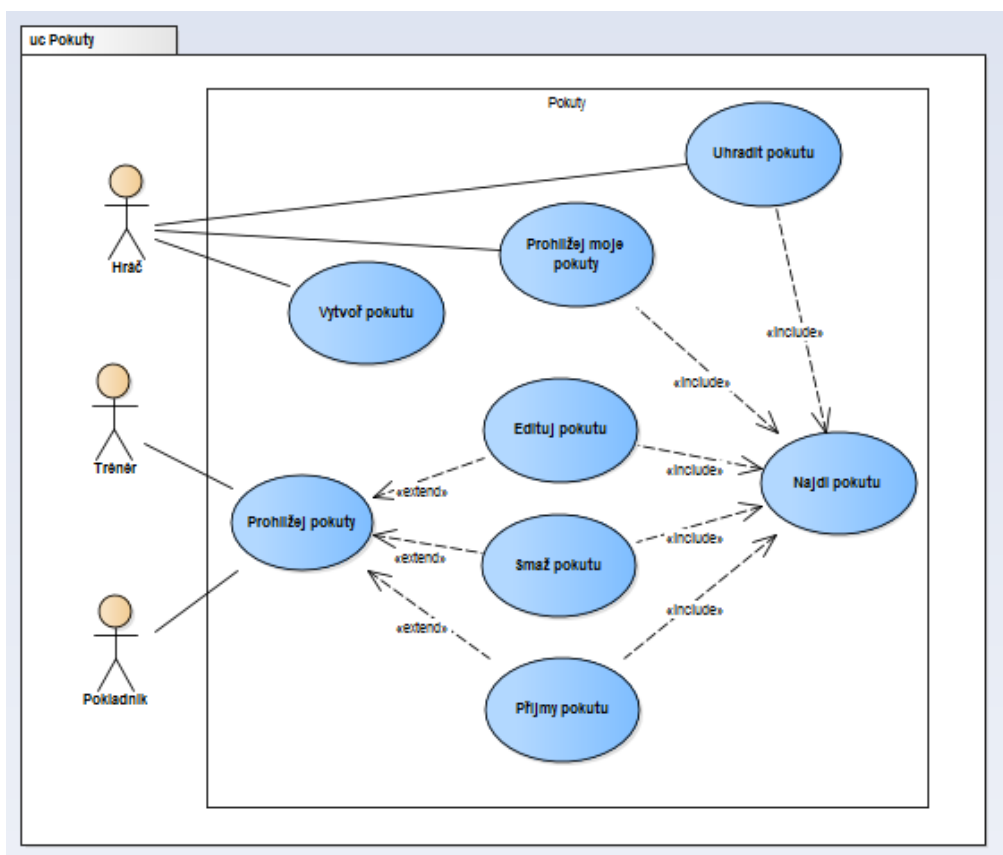 uc Pokuty
Pokuty
Uhradit pokutu
Prohlížej moje
pokuty
Hráč
Vytvoř pokutu
«include»
«include»
Edituj pokutu
Trenér
«include»
Najdi pokutu
«extend»
Prohlížej pokuty
«include»
«extend»
Smaž pokutu
«include»
«extend»
Pokladník
Přijmy pokutu